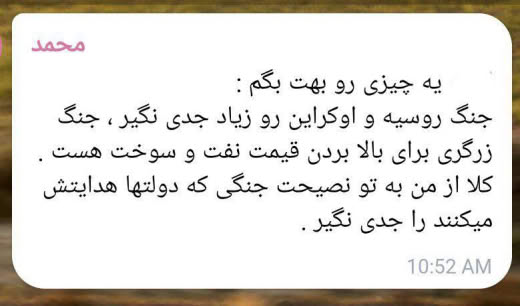 محمد
یه چیزی رو بهت بگم :
جنگ روسیه و اوکراین رو زیاد جدی نگیر ، جنگ
زرگری برای بالا بردن قیمت نفت و سوخت هست .
کلا از من به تو نصیحت جنگی که دولتها هدایتش
میکنند را جدی نگیر .
10:52 AM